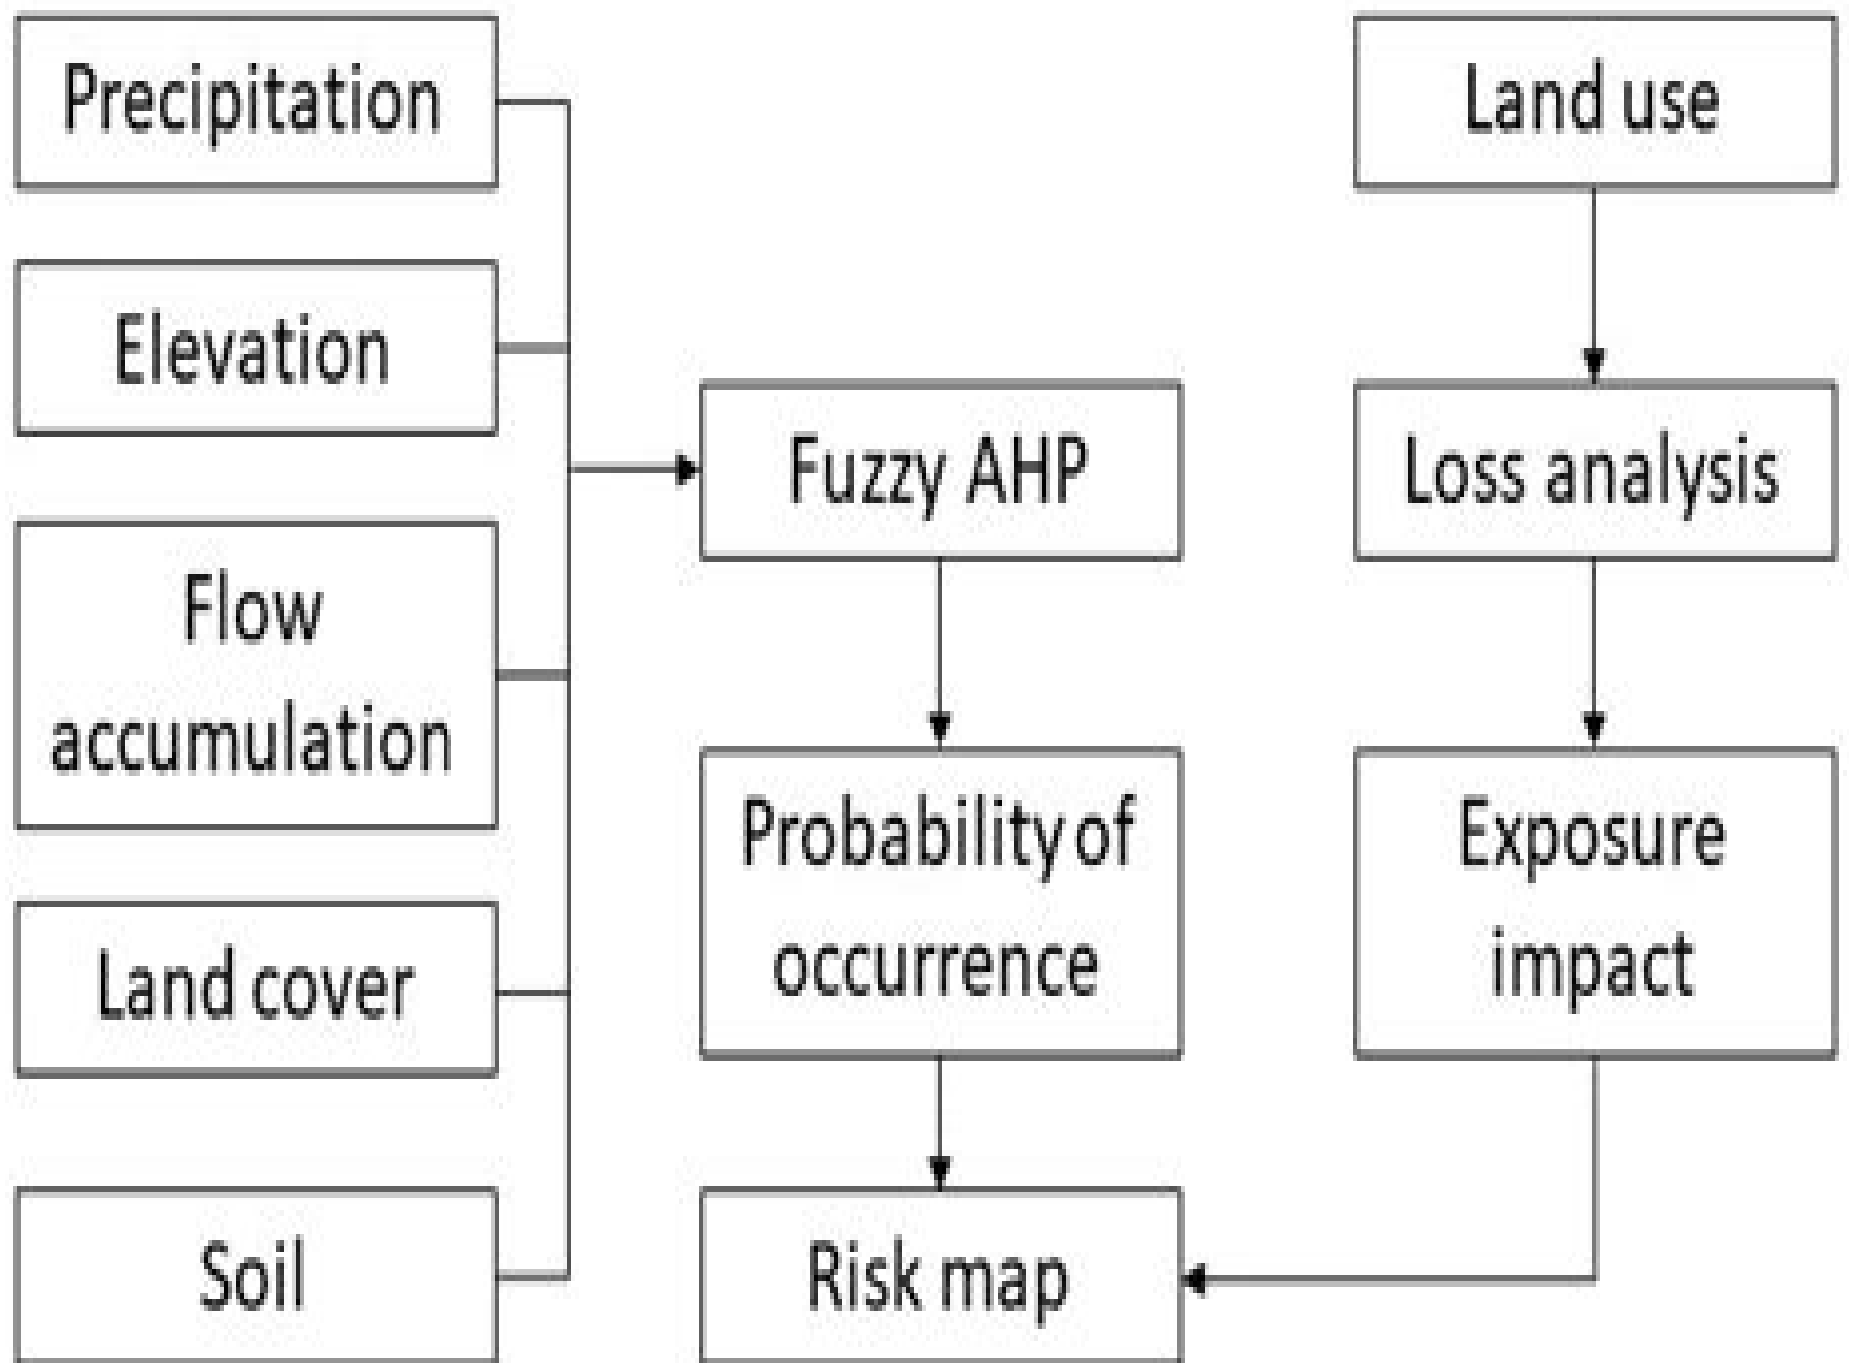 Precipitation
Elevation
Flow
accumulation
Land cover
Soil
Fuzzy AHP
Probability of
occurrence
Risk map
Land use
Loss analysis
Exposure
impact